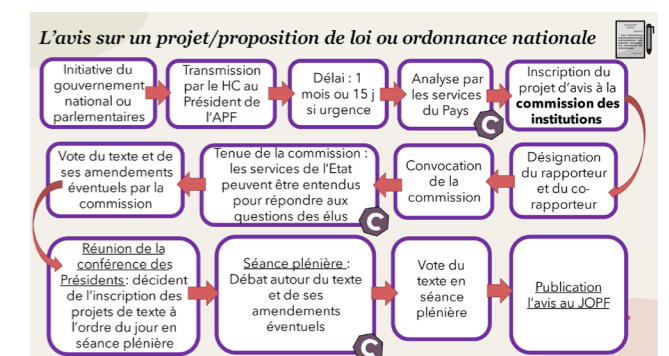 L'avis sur un projet/proposition de loi ou ordonnance nationale
Initiative du
gouvernement
national ou
parlementaires
Transmission
par le HC au
Président de
l'APF
Délai : 1
mois ou 15 j
si urgence
Analyse par
les services
du Pays
C
Inscription du
projet d'avis à la
commission des
institutions
Désignation
du rapporteur
et du co-
rapporteur
Convocation
de la
commission
Tenue de la commission :
les services de l'Etat
peuvent être entendus
pour répondre aux
questions des élus
C
Vote du texte et de
ses amendements
éventuels par la
commission
Réunion de la
conférence des
Présidents : décident
de l'inscription des
projets de texte à
l'ordre du jour en
séance plénière
Séance plénière :
Débat autour du texte
et de ses
amendements
éventuels
C
Vote du
texte en
séance
plénière
Publication
l'avis au JOPF